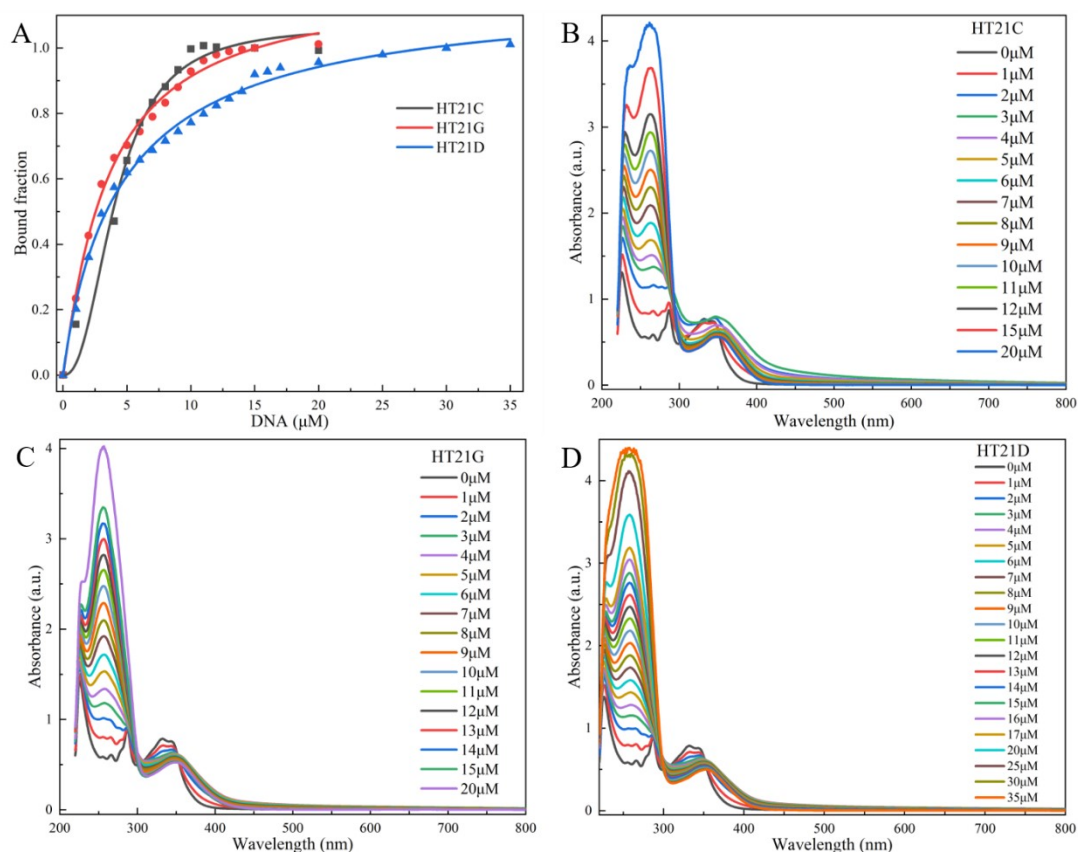 A
1.0
0.8
0.6
0.4
0.2
0.0
Bound fraction
0 5 10 15 20 25 30 35
DNA (μM)
HT21C
HT21G
HT21D
B
4
3
2
1
0
Absorbance (a.u.)
200 300 400 500 600 700 800
Wavelength (nm)
HT21C
0μM
1μM
2μM
3μM
4μM
5μM
6μM
7μM
8μM
9μM
10μM
11μM
12μM
15μM
20μM
C
4
3
2
1
0
Absorbance (a.u.)
200 300 400 500 600 700 800
Wavelength (nm)
HT21G
0μM
1μM
2μM
3μM
4μM
5μM
6μM
7μM
8μM
9μM
10μM
11μM
12μM
13μM
14μM
15μM
20μM
D
4
3
2
1
0
Absorbance (a.u.)
200 300 400 500 600 700 800
Wavelength (nm)
HT21D
0μM
1μM
2μM
3μM
4μM
5μM
6μM
7μM
8μM
9μM
10μM
11μM
12μM
13μM
14μM
15μM
16μM
17μM
20μM
25μM
30μM
35μM